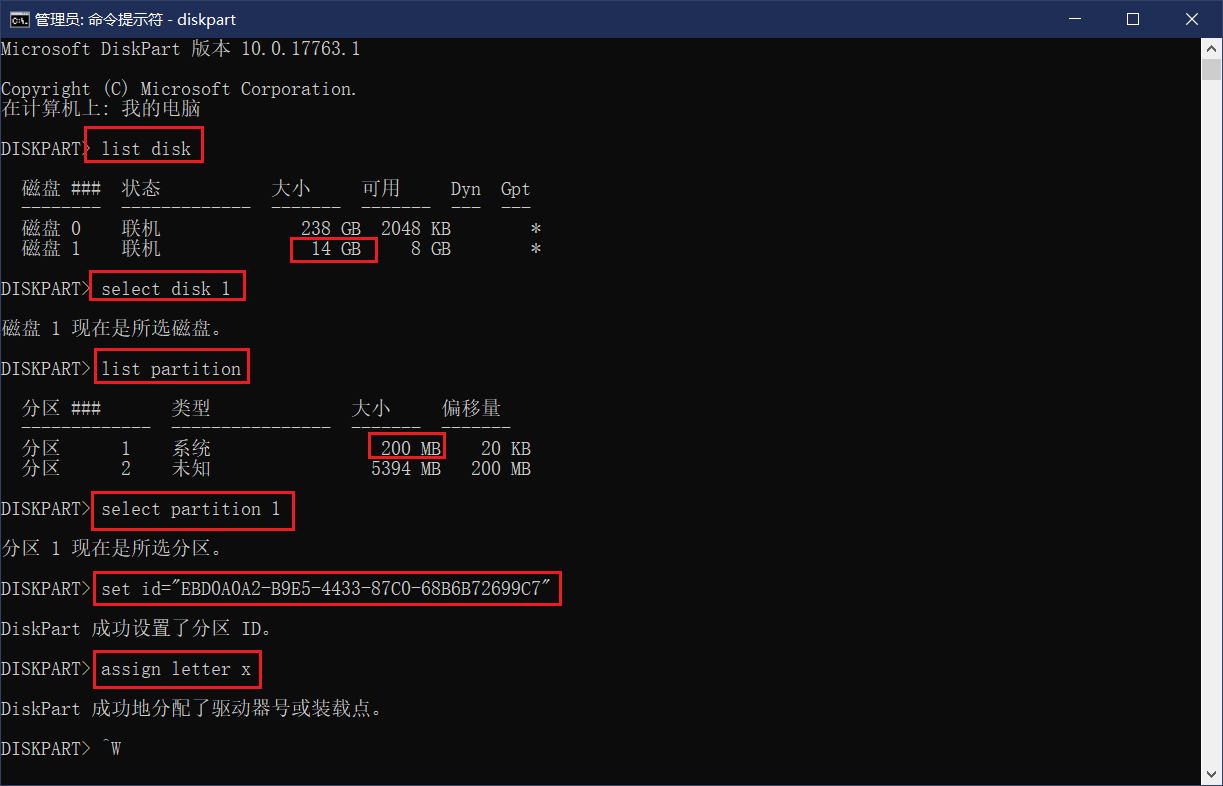 管理员: 命令提示符 - diskpart
Microsoft DiskPart 版本 10.0.17763.1
Copyright (C) Microsoft Corporation.
在计算机上: 我的电脑
DISKPART> list disk
磁盘 ### 状态 大小 可用 Dyn Gpt
-------- ------------- ------- ------- --- ---
磁盘 0 联机 238 GB 2048 KB *
磁盘 1 联机 14 GB 8 GB *
DISKPART> select disk 1
磁盘 1 现在是所选磁盘。
DISKPART> list partition
分区 ### 类型 大小 偏移量
------------- ---------------- ------- -------
分区 1 系统 200 MB 20 KB
分区 2 未知 5394 MB 200 MB
DISKPART> select partition 1
分区 1 现在是所选分区。
DISKPART> set id="EBD0A0A2-B9E5-4433-87C0-68B6B72699C7"
DiskPart 成功设置了分区 ID。
DISKPART> assign letter x
DiskPart 成功地分配了驱动器号或装载点。
DISKPART> ^W